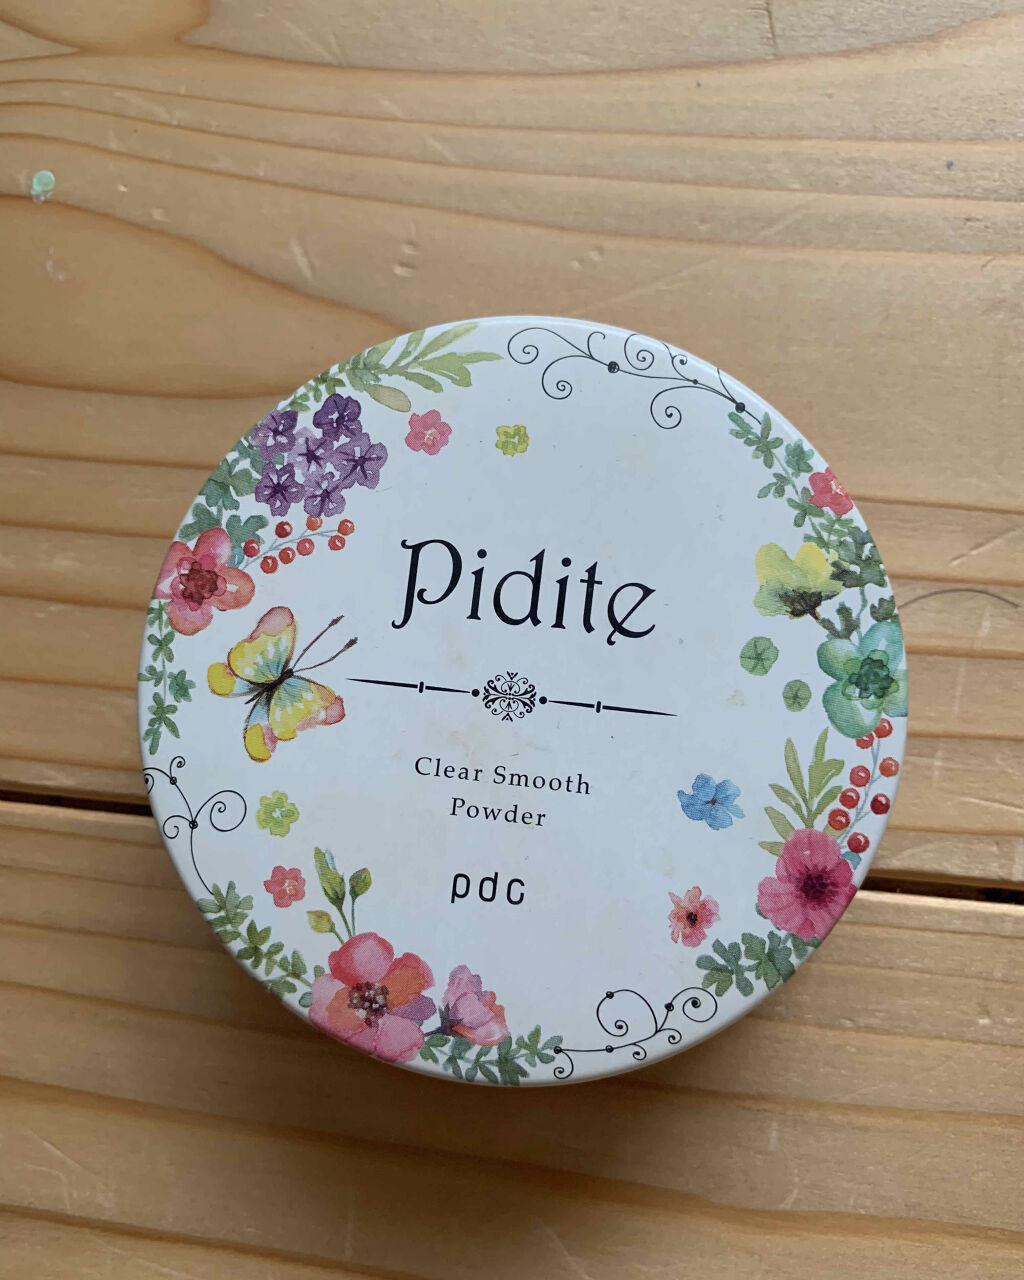 Pidite
Clear Smooth
Powder
pdc